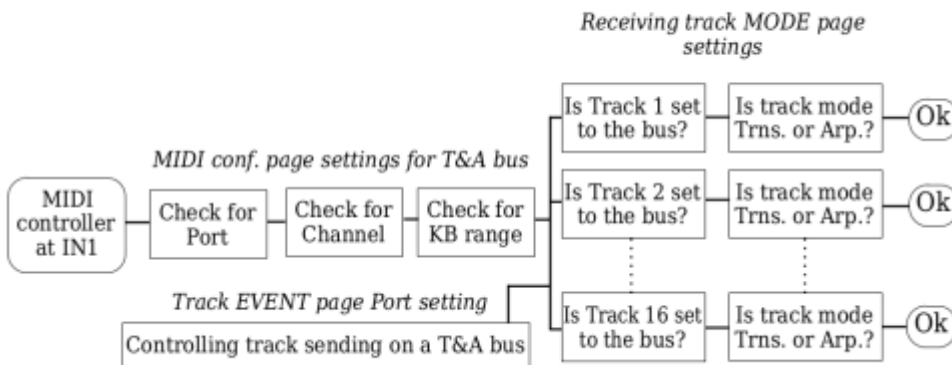 Receiving track MODE page
settings
MIDI conf. page settings for T&A bus
MIDI
controller
at IN1
Check for
Port
Check for
Channel
Check for
KB range
Is Track 1 set
to the bus?
Is track mode
Trns. or Arp.?
Ok
Is Track 2 set
to the bus?
Is track mode
Trns. or Arp.?
Ok
Track EVENT page Port setting
Controlling track sending on a T&A bus
Is Track 16 set
to the bus?
Is track mode
Trns. or Arp.?
Ok